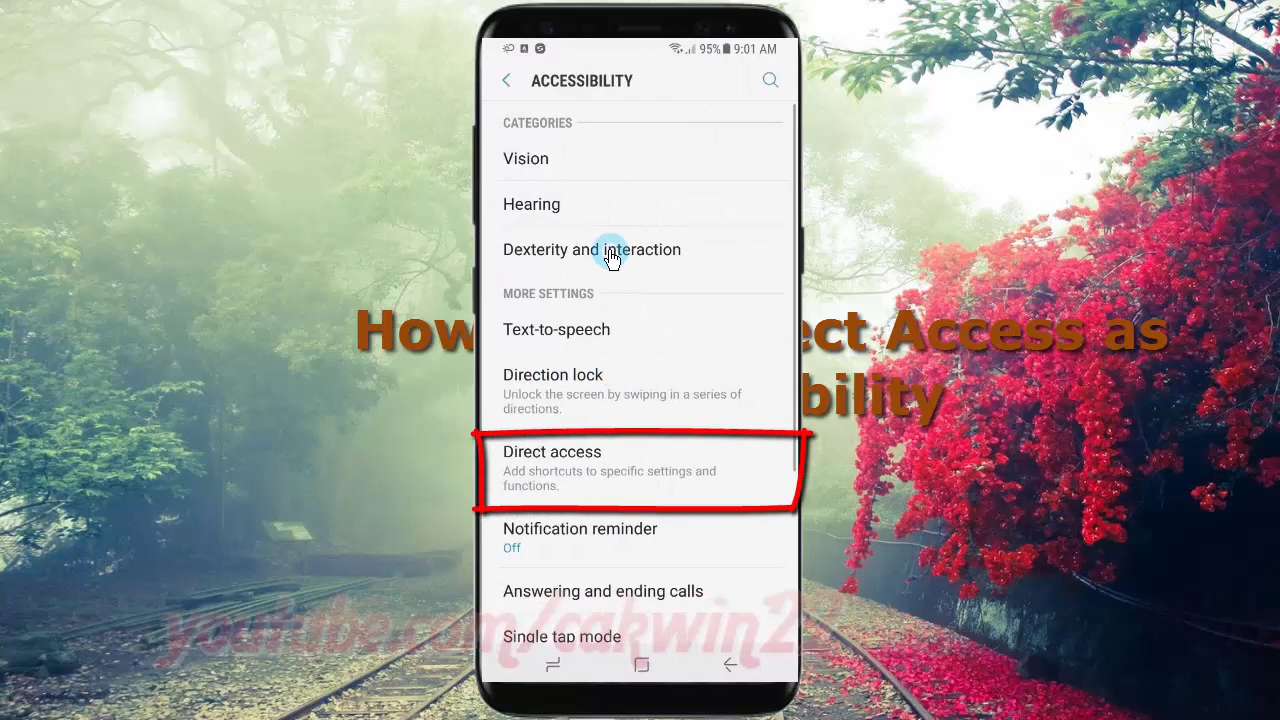 95% 9:01 AM
ACCESSIBILITY
CATEGORIES
Vision
Hearing
Dexterity and interaction
MORE SETTINGS
Text-to-speech
How
ect Access as
Direction lock
Unlock the screen by swiping in a series of
directions.
bility
Direct access
Add shortcuts to specific settings and
functions.
Notification reminder
Off
Answering and ending calls
youtube.com/cakwin2
Single tap mode